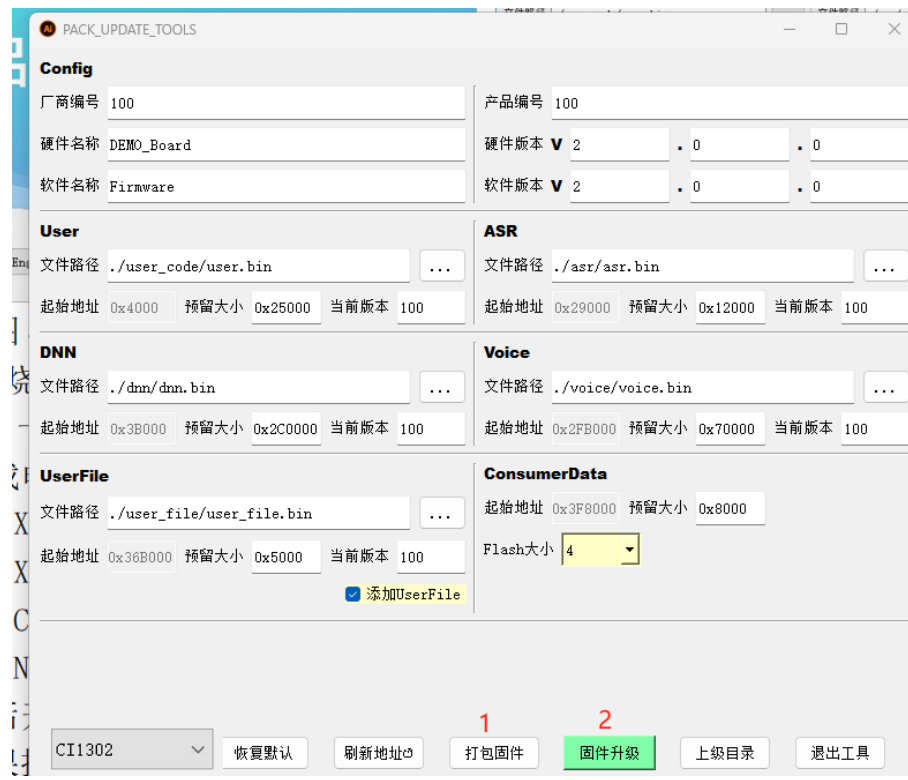 PACK_UPDATE_TOOLS
Config
厂商编号 100 产品编号 100
硬件名称 DEMO_Board 硬件版本 V 2 . 0 . 0
软件名称 Firmware 软件版本 V 2 . 0 . 0
User ASR
文件路径 ./user_code/user.bin ... 文件路径 ./asr/asr.bin ...
起始地址 0x4000 预留大小 0x25000 当前版本 100 起始地址 0x29000 预留大小 0x12000 当前版本 100
DNN Voice
文件路径 ./dnn/dnn.bin ... 文件路径 ./voice/voice.bin ...
起始地址 0x3B000 预留大小 0x2C0000 当前版本 100 起始地址 0x2FB000 预留大小 0x70000 当前版本 100
UserFile ConsumerData
文件路径 ./user_file/user_file.bin ... 起始地址 0x3F8000 预留大小 0x8000
起始地址 0x36B000 预留大小 0x5000 当前版本 100 Flash大小 4
添加UserFile
1 2
CI1302 恢复默认 刷新地址 打包固件 固件升级 上级目录 退出工具